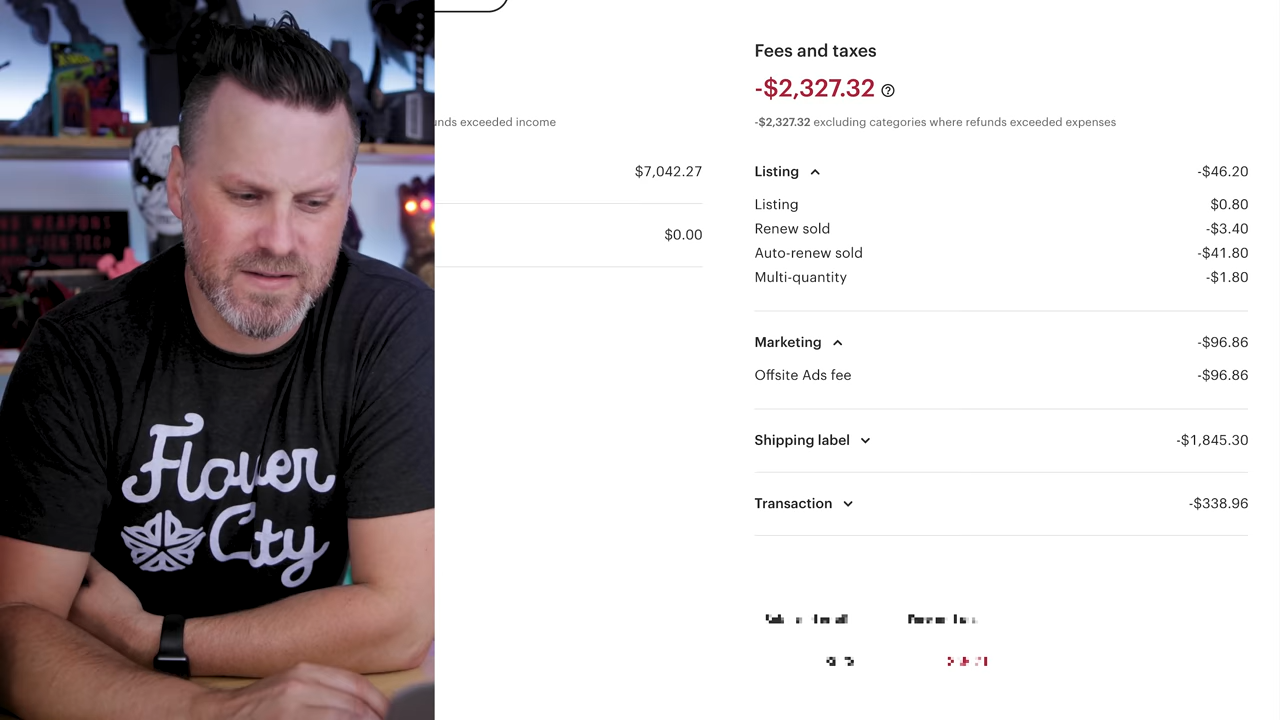 unds exceeded income
$7,042.27
$0.00
Fees and taxes
-$2,327.32 ?
-$2,327.32 excluding categories where refunds exceeded expenses
Listing -$46.20
Listing $0.80
Renew sold -$3.40
Auto-renew sold -$41.80
Multi-quantity -$1.80
Marketing -$96.86
Offsite Ads fee -$96.86
Shipping label -$1,845.30
Transaction -$338.96
WEAPONS
ALIEN TECH
Flower
City